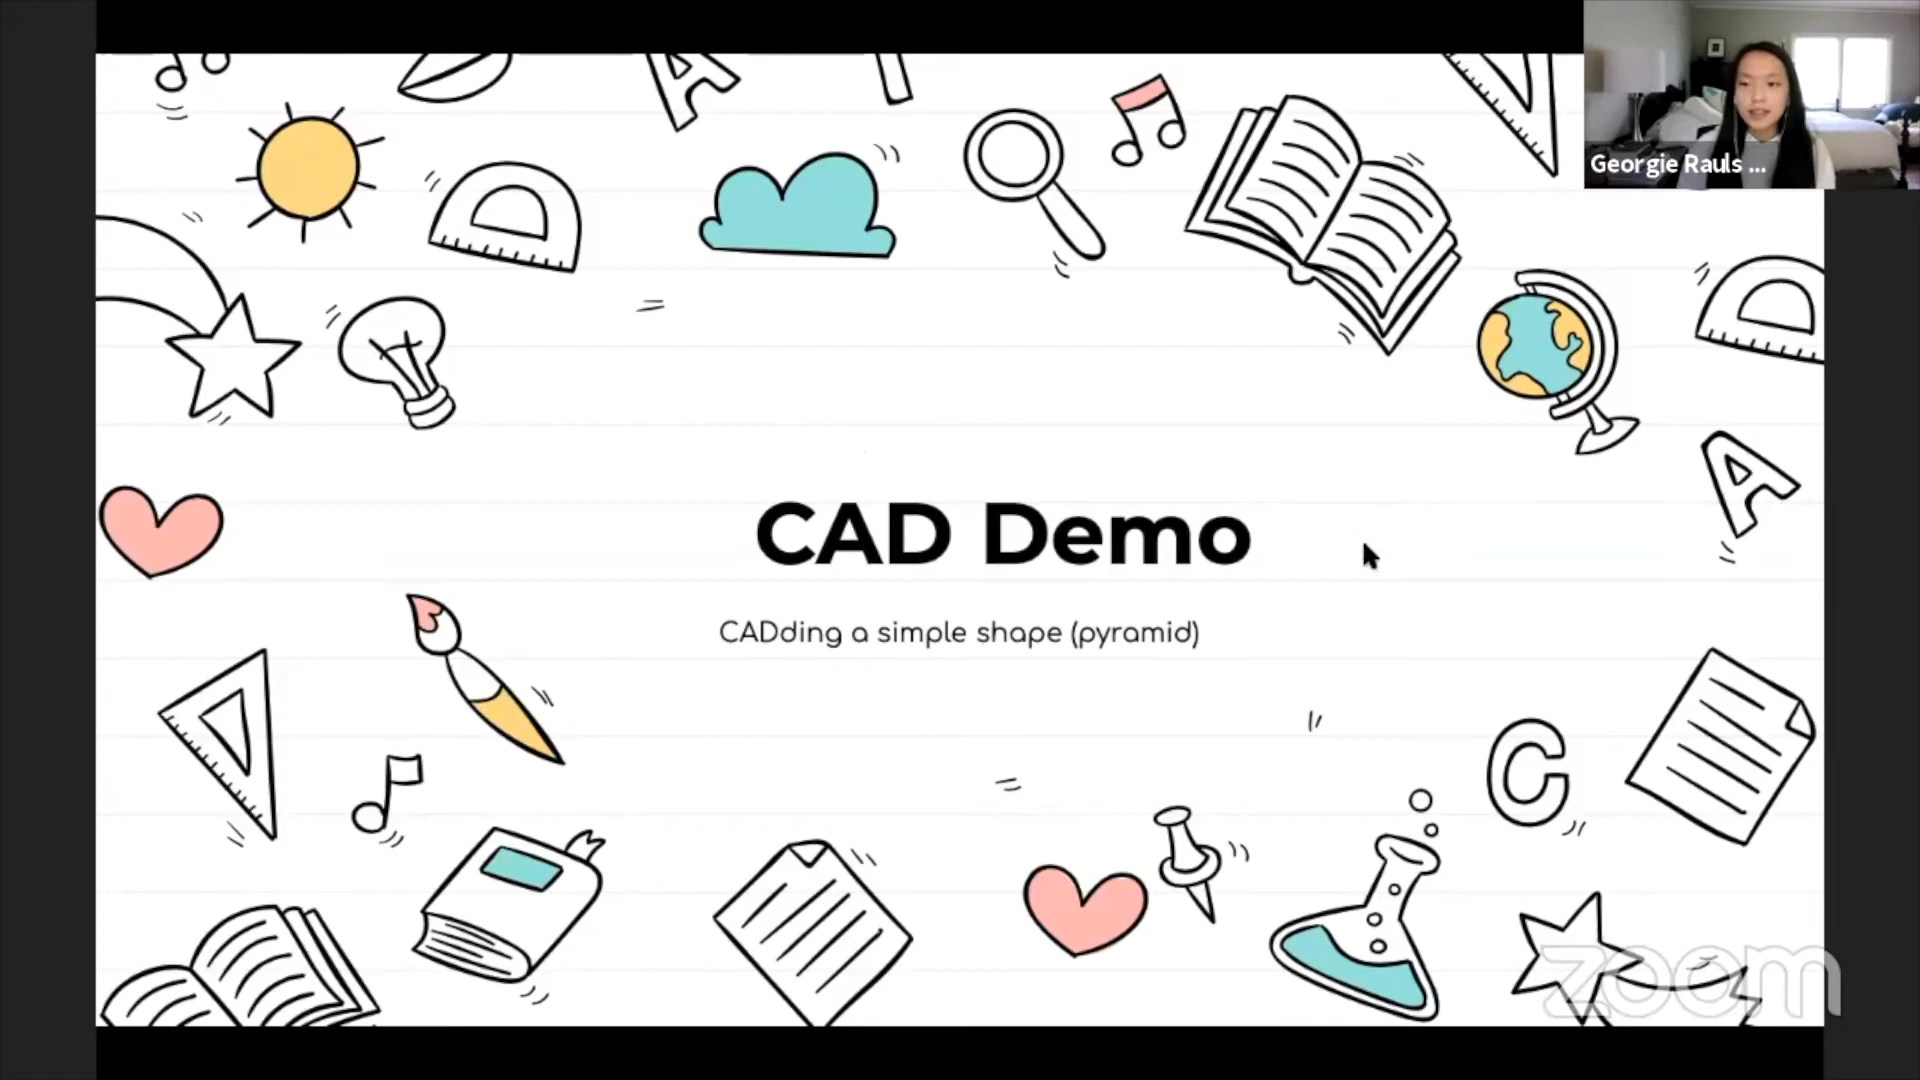 Georgie Rauls ...
A
A
CAD Demo
CADding a simple shape (pyramid)
C
zoom